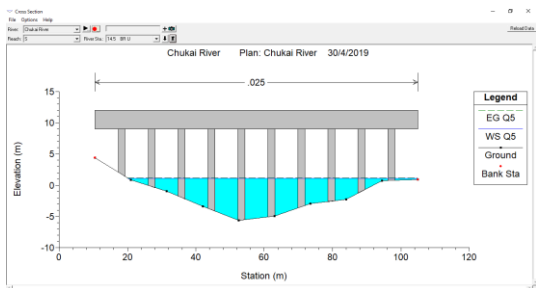 Cross Section
File Options Help
River: Chukai River
Reload Data
Reach: River Sta.: 14.5 BR U
Chukai River Plan: Chukai River 30/4/2019
.025
Legend
EG Q5
WS Q5
Ground
Bank Sta
Elevation (m)
15
10
5
0
-5
-10
0 20 40 60 80 100 120
Station (m)